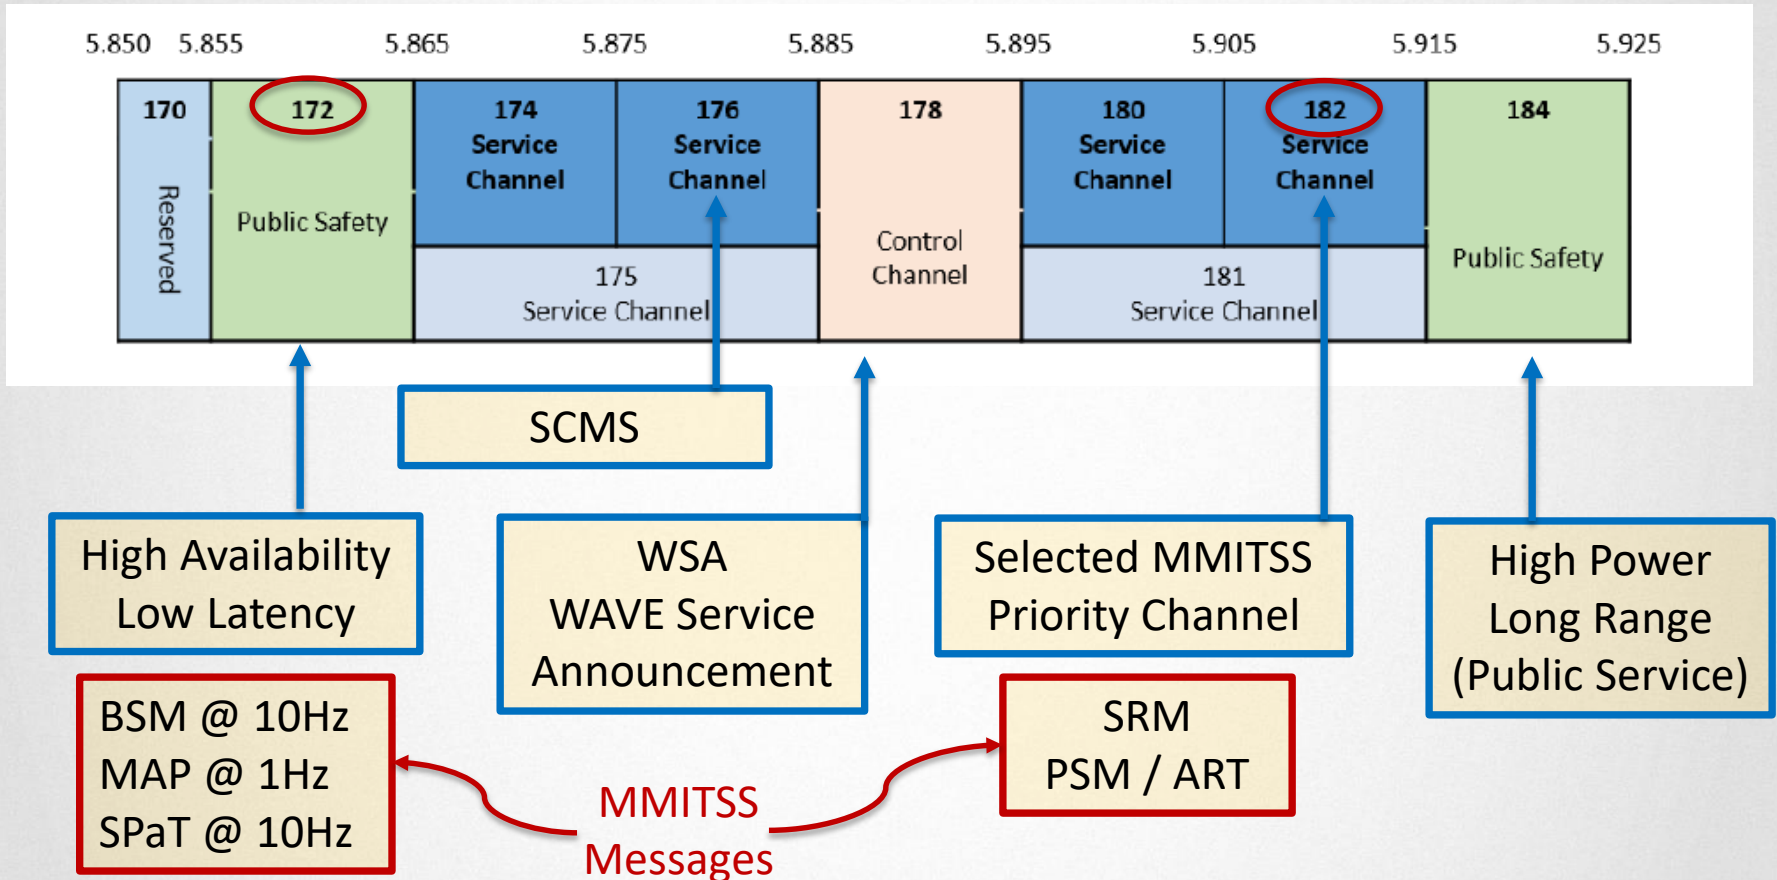 5.850 5.855 5.865 5.875 5.885 5.895 5.905 5.915 5.925
170
Reserved
172
Public Safety
174
Service
Channel
176
Service
Channel
175
Service Channel
178
Control
Channel
180
Service
Channel
182
Service
Channel
181
Service Channel
184
Public Safety
SCMS
High Availability
Low Latency
WSA
WAVE Service
Announcement
Selected MMITSS
Priority Channel
High Power
Long Range
(Public Service)
BSM @ 10Hz
MAP @ 1Hz
SPaT @ 10Hz
MMITSS
Messages
SRM
PSM / ART